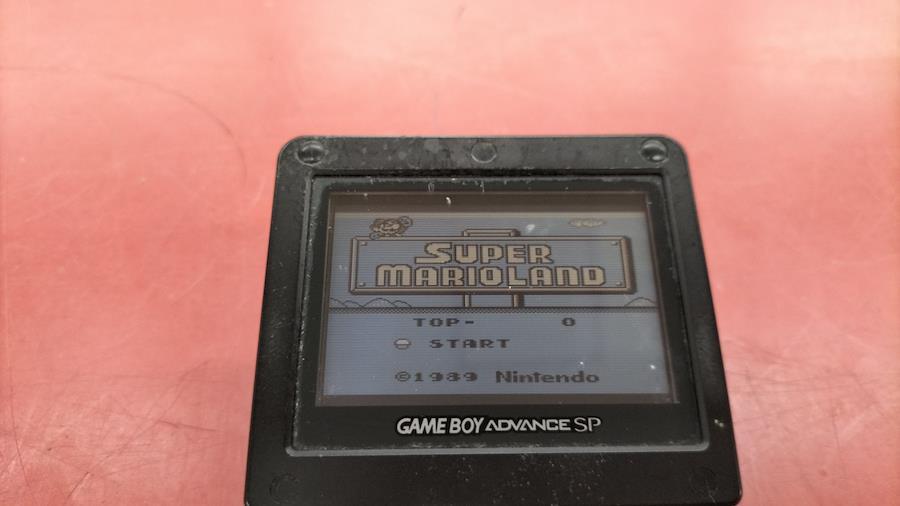 SUPER
MARIOLAND
TOP- 0
START
©1989 Nintendo
GAME BOY ADVANCE SP